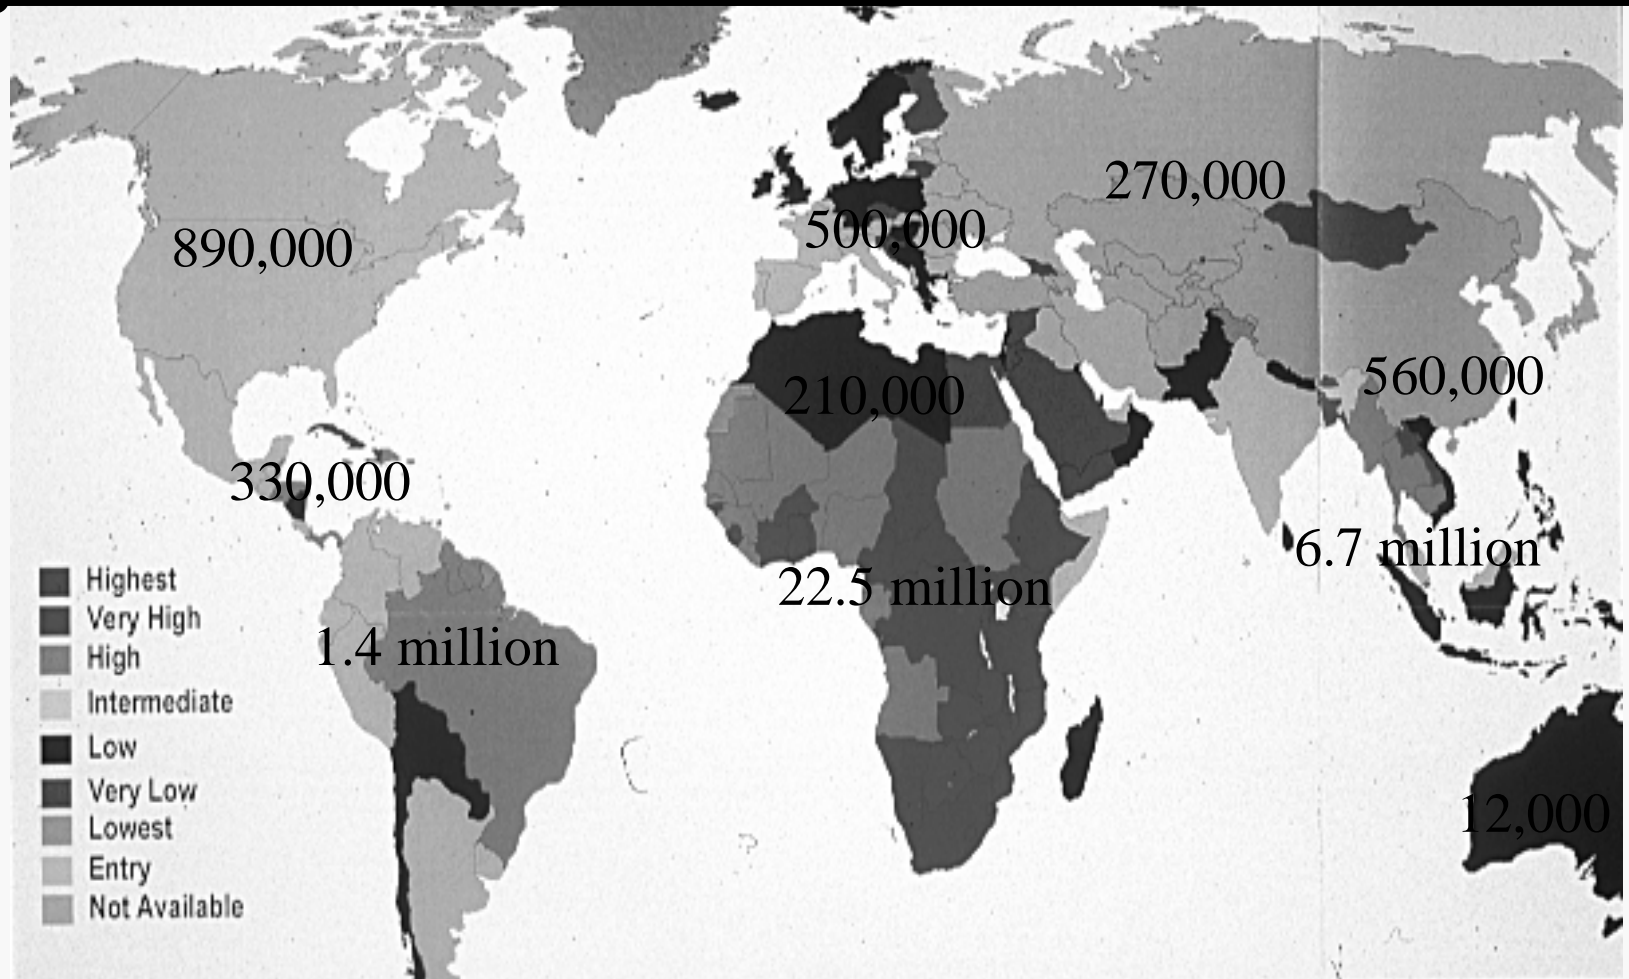 270,000
500,000
890,000
560,000
210,000
330,000
6.7 million
22.5 million
1.4 million
12,000
Highest
Very High
High
Intermediate
Low
Very Low
Lowest
Entry
Not Available